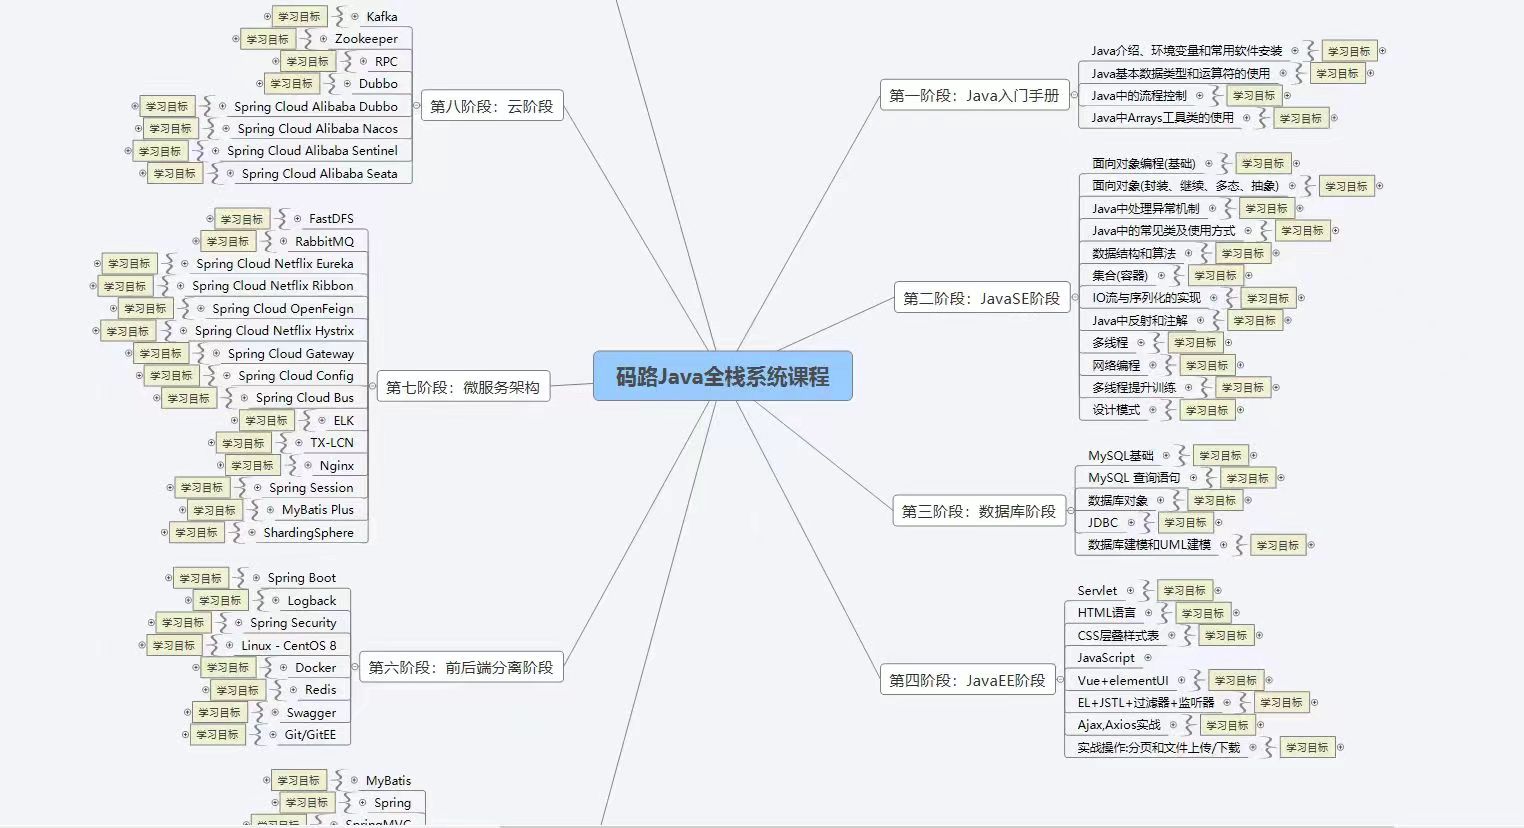 码路Java全栈系统课程
第一阶段：Java入门手册
Java介绍、环境变量和常用软件安装 学习目标
Java基本数据类型和运算符的使用 学习目标
Java中的流程控制 学习目标
Java中Arrays工具类的使用 学习目标
第二阶段：JavaSE阶段
面向对象编程(基础) 学习目标
面向对象(封装、继续、多态、抽象) 学习目标
Java中处理异常机制 学习目标
Java中的常见类及使用方式 学习目标
数据结构和算法 学习目标
集合(容器) 学习目标
IO流与序列化的实现 学习目标
Java中反射和注解 学习目标
多线程 学习目标
网络编程 学习目标
多线程提升训练 学习目标
设计模式 学习目标
第三阶段：数据库阶段
MySQL基础 学习目标
MySQL 查询语句 学习目标
数据库对象 学习目标
JDBC 学习目标
数据库建模和UML建模 学习目标
第四阶段：JavaEE阶段
Servlet 学习目标
HTML语言 学习目标
CSS层叠样式表 学习目标
JavaScript
Vue+elementUI 学习目标
EL+JSTL+过滤器+监听器 学习目标
Ajax,Axios实战 学习目标
实战操作:分页和文件上传/下载 学习目标
学习目标 MyBatis
学习目标 Spring
学习目标 SpringMVC
第六阶段：前后端分离阶段
学习目标 Spring Boot
学习目标 Logback
学习目标 Spring Security
学习目标 Linux - CentOS 8
学习目标 Docker
学习目标 Redis
学习目标 Swagger
学习目标 Git/GitEE
第七阶段：微服务架构
学习目标 FastDFS
学习目标 RabbitMQ
学习目标 Spring Cloud Netflix Eureka
学习目标 Spring Cloud Netflix Ribbon
学习目标 Spring Cloud OpenFeign
学习目标 Spring Cloud Netflix Hystrix
学习目标 Spring Cloud Gateway
学习目标 Spring Cloud Config
学习目标 Spring Cloud Bus
学习目标 ELK
学习目标 TX-LCN
学习目标 Nginx
学习目标 Spring Session
学习目标 MyBatis Plus
学习目标 ShardingSphere
第八阶段：云阶段
学习目标 Kafka
学习目标 Zookeeper
学习目标 RPC
学习目标 Dubbo
学习目标 Spring Cloud Alibaba Dubbo
学习目标 Spring Cloud Alibaba Nacos
学习目标 Spring Cloud Alibaba Sentinel
学习目标 Spring Cloud Alibaba Seata